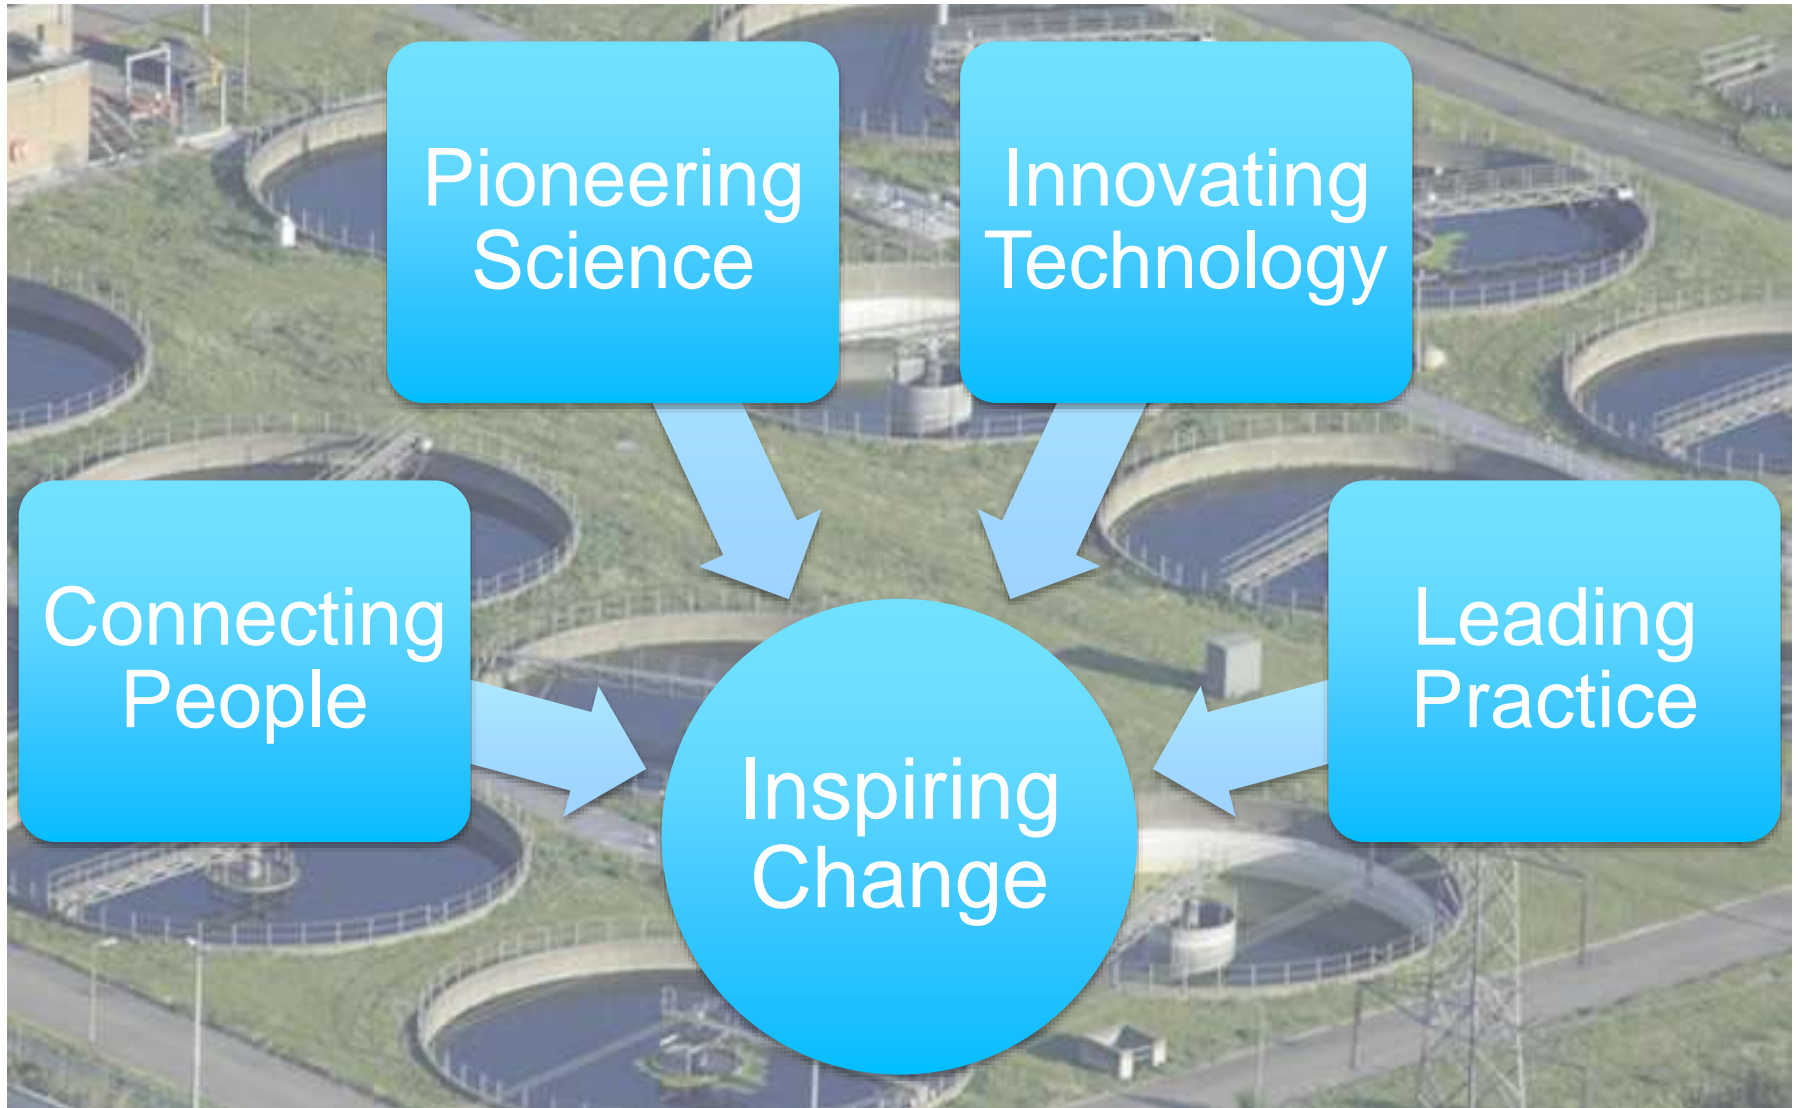 Pioneering
Science
Innovating
Technology
Connecting
People
Leading
Practice
Inspiring
Change